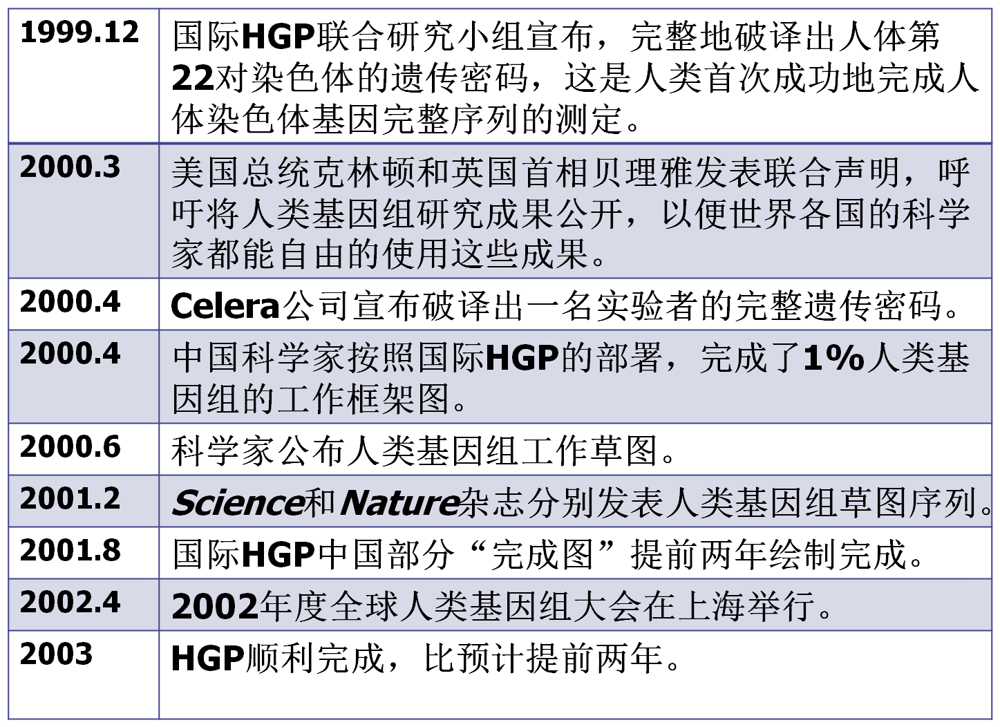 1999.12
国际HGP联合研究小组宣布，完整地破译出人体第
22对染色体的遗传密码，这是人类首次成功地完成人
体染色体基因完整序列的测定。
2000.3
美国总统克林顿和英国首相贝理雅发表联合声明，呼
吁将人类基因组研究成果公开，以便世界各国的科学
家都能自由的使用这些成果。
2000.4
Celera公司宣布破译出一名实验者的完整遗传密码。
2000.4
中国科学家按照国际HGP的部署，完成了1%人类基
因组的工作框架图。
2000.6
科学家公布人类基因组工作草图。
2001.2
Science和Nature杂志分别发表人类基因组草图序列。
2001.8
国际HGP中国部分“完成图”提前两年绘制完成。
2002.4
2002年度全球人类基因组大会在上海举行。
2003
HGP顺利完成，比预计提前两年。